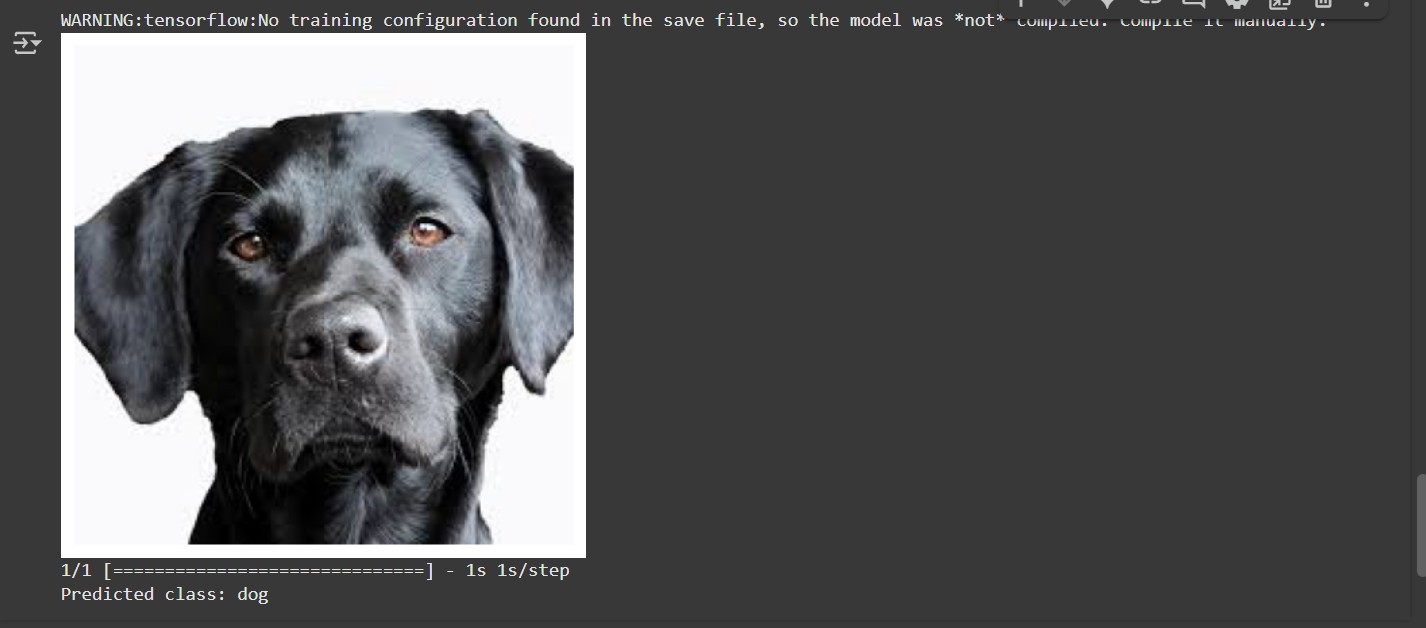 WARNING:tensorflow:No training configuration found in the save file, so the model was *not* compiled. Compile it manually.
1/1 [==============================] - 1s 1s/step
Predicted class: dog